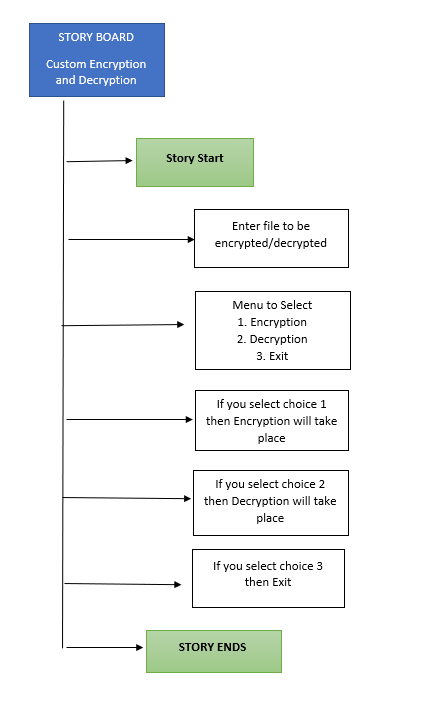 STORY BOARD
Custom Encryption
and Decryption
Story Start
Enter file to be
encrypted/decrypted
Menu to Select
1. Encryption
2. Decryption
3. Exit
If you select choice 1
then Encryption will take
place
If you select choice 2
then Decryption will take
place
If you select choice 3
then Exit
STORY ENDS